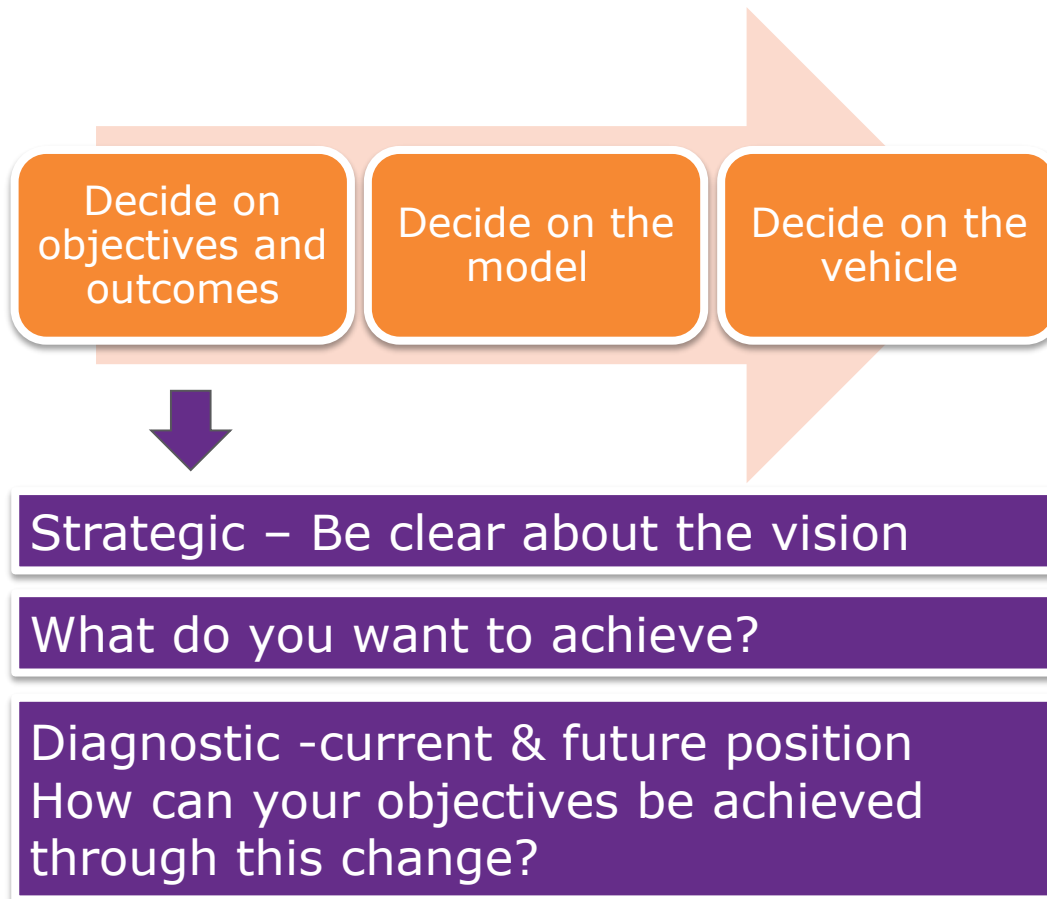 Decide on
objectives and
outcomes
Decide on the
model
Decide on the
vehicle
Strategic – Be clear about the vision
What do you want to achieve?
Diagnostic -current & future position
How can your objectives be achieved
through this change?